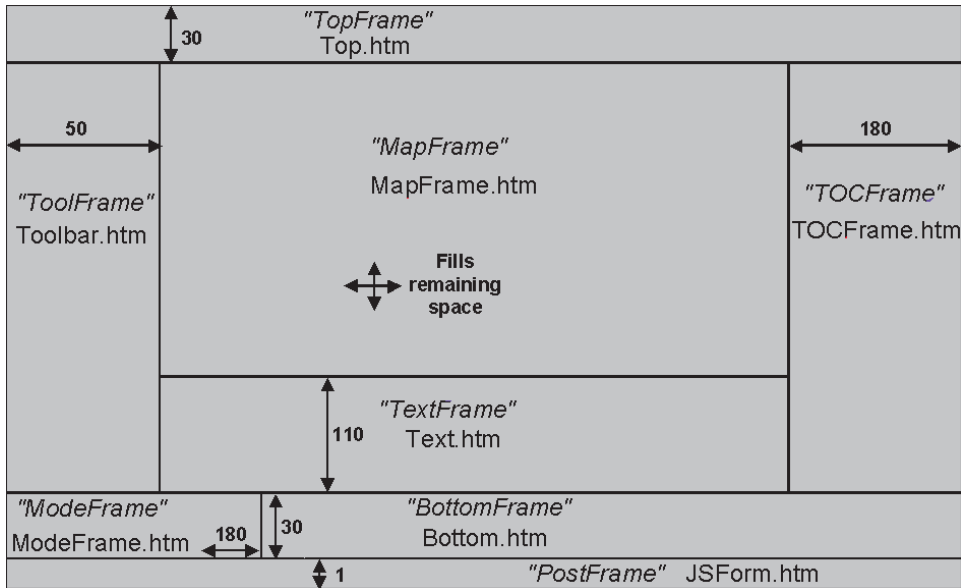 "TopFrame"
30
Top.htm
50
180
"MapFrame"
MapFrame.htm
"ToolFrame"
Toolbar.htm
"TOCFrame"
TOCFrame.htm
Fills
remaining
space
"TextFrame"
110
Text.htm
"ModeFrame"
ModeFrame.htm
180
30
"BottomFrame"
Bottom.htm
1
"PostFrame" JSForm.htm